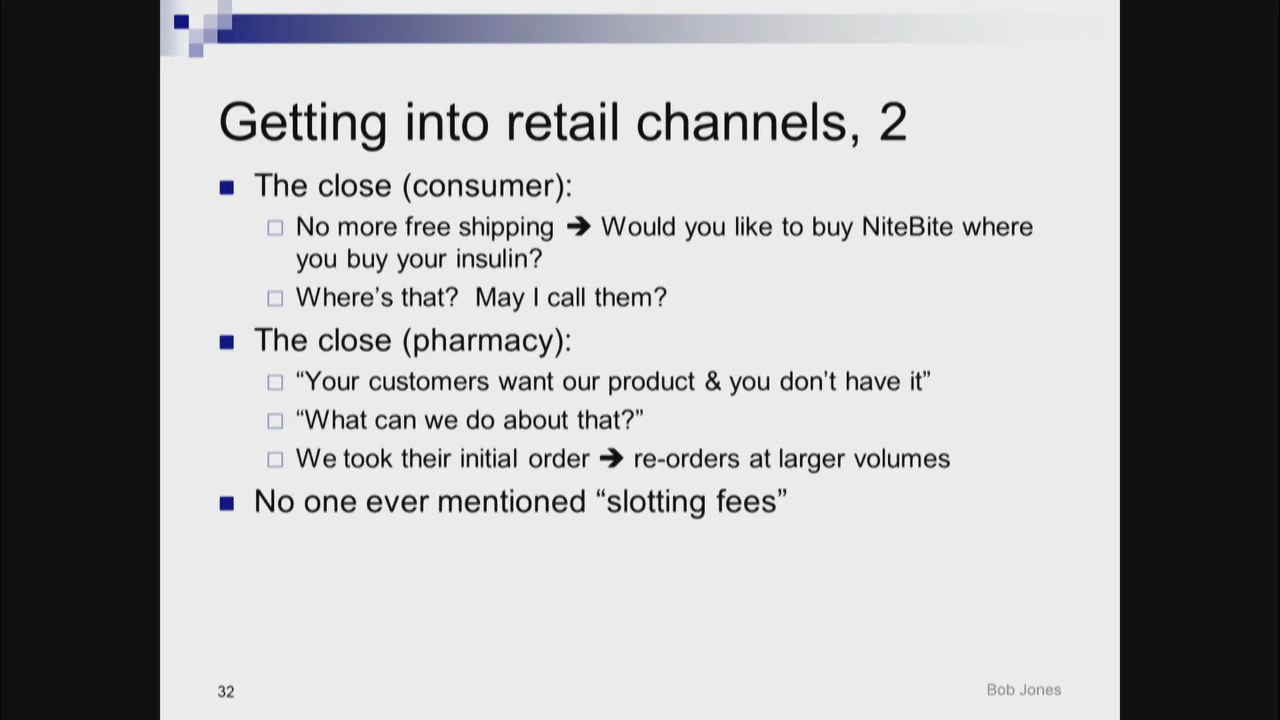 Getting into retail channels, 2
The close (consumer):
No more free shipping ➔ Would you like to buy NiteBite where
you buy your insulin?
Where’s that? May I call them?
The close (pharmacy):
“Your customers want our product & you don’t have it”
“What can we do about that?”
We took their initial order ➔ re-orders at larger volumes
No one ever mentioned “slotting fees”
32
Bob Jones